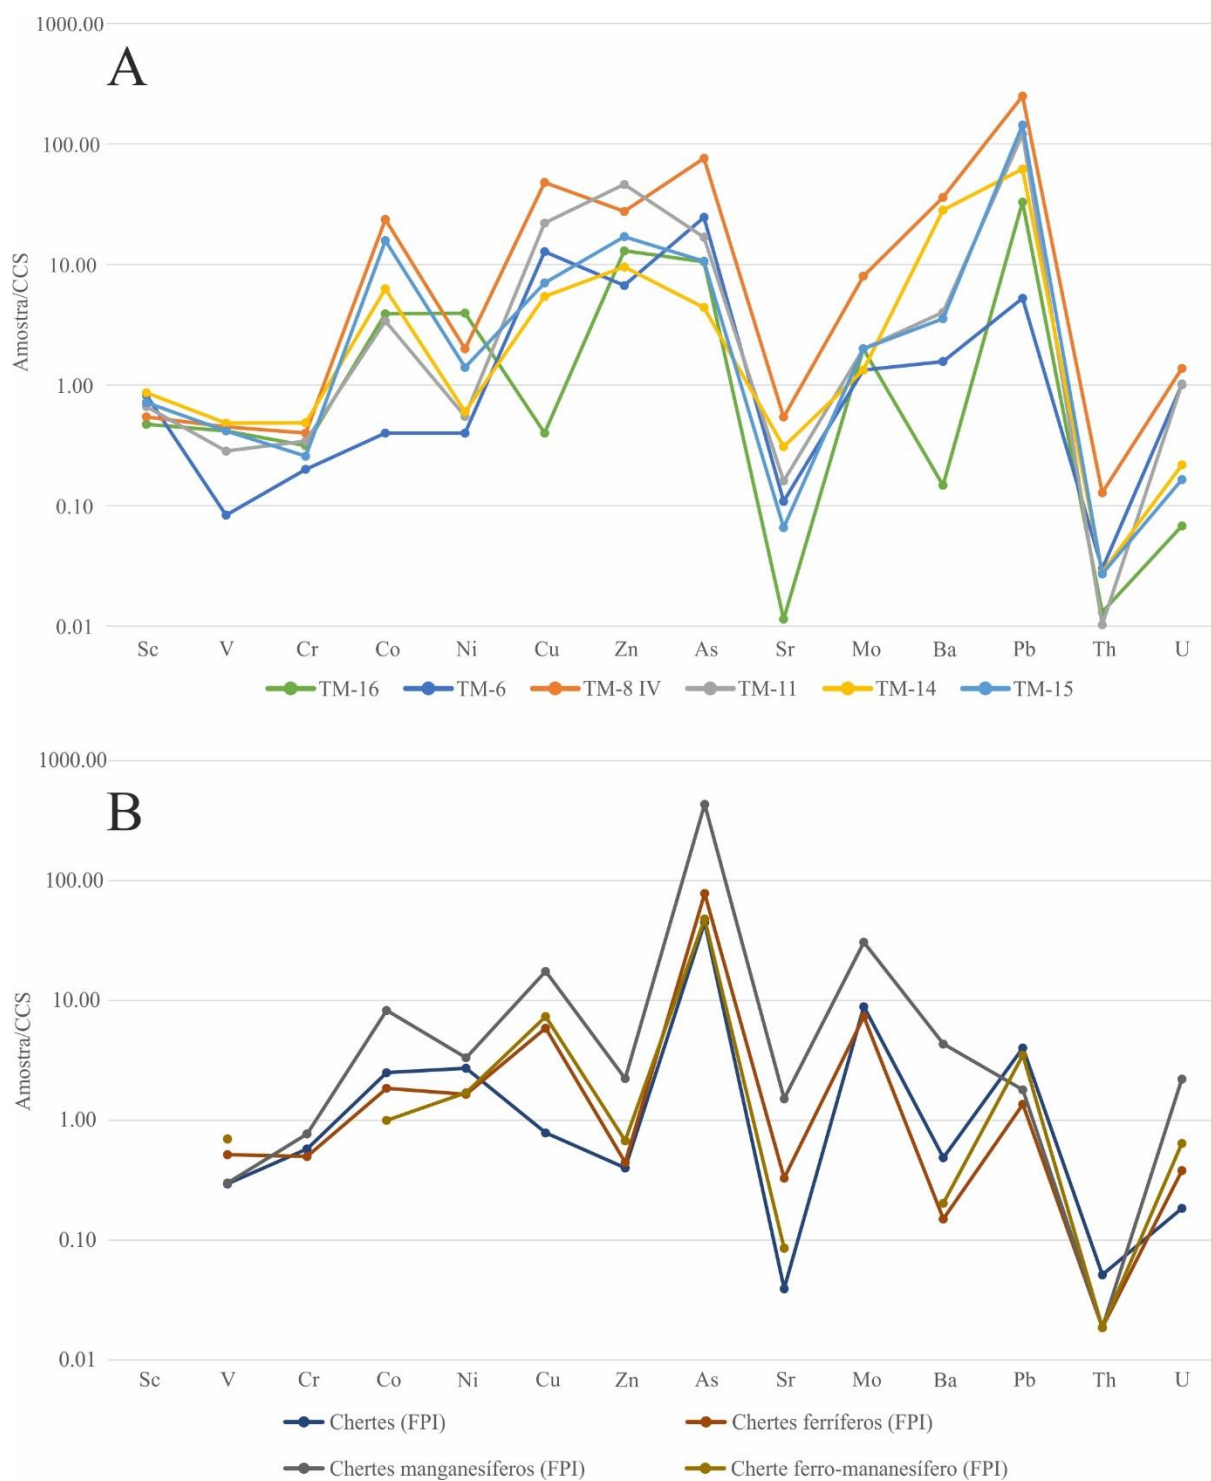 1000.00
A
100.00
10.00
Amostra/CCS
1.00
0.10
0.01
Sc V Cr Co Ni Cu Zn As Sr Mo Ba Pb Th U
TM-16 TM-6 TM-8 IV TM-11 TM-14 TM-15
1000.00
B
100.00
10.00
Amostra/CCS
1.00
0.10
0.01
Sc V Cr Co Ni Cu Zn As Sr Mo Ba Pb Th U
Chertes (FPI) Chertes ferríferos (FPI)
Chertes manganesíferos (FPI) Cherte ferro-mananesífero (FPI)